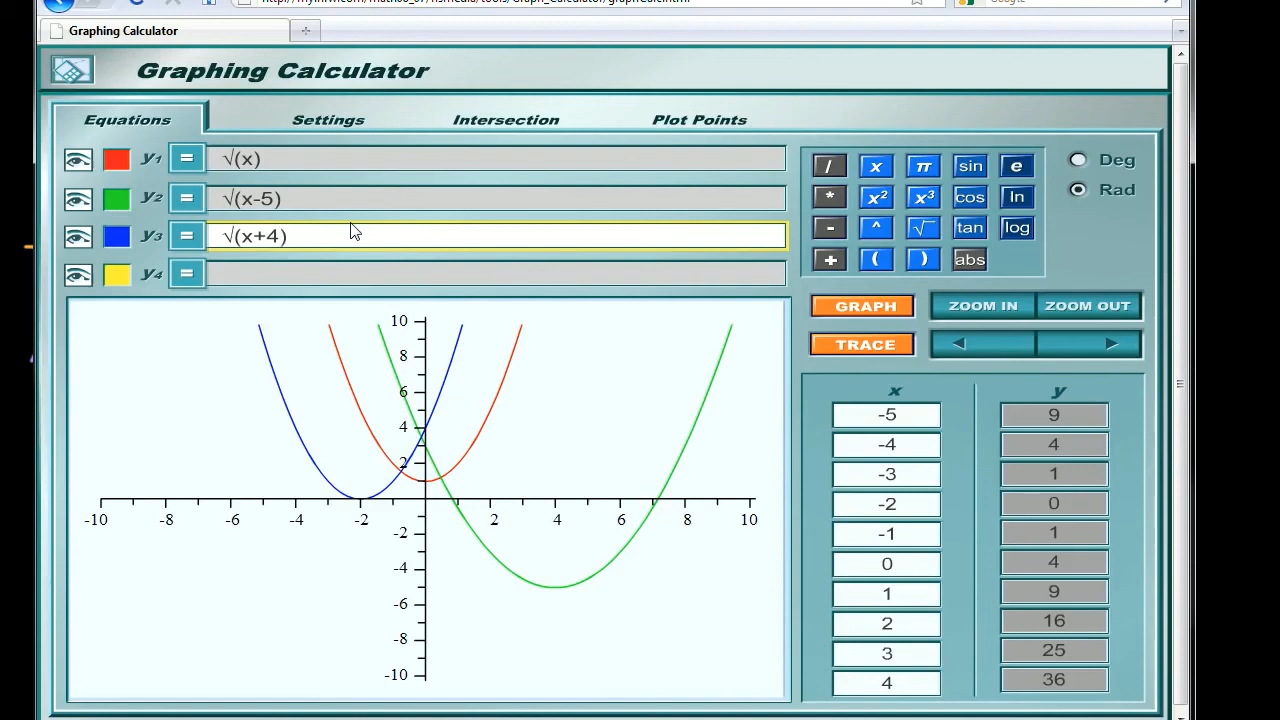 Graphing Calculator
Graphing Calculator
Equations Settings Intersection Plot Points
y1 = √(x)
y2 = √(x-5)
y3 = √(x+4)
y4 =
/ x π sin e
* x² x³ cos ln
- ^ √ tan log
+ ( ) abs
Deg
Rad
GRAPH ZOOM IN ZOOM OUT
TRACE
10
8
6
4
2
-10 -8 -6 -4 -2 2 4 6 8 10
-2
-4
-6
-8
-10
x y
-5 9
-4 4
-3 1
-2 0
-1 1
0 4
1 9
2 16
3 25
4 36